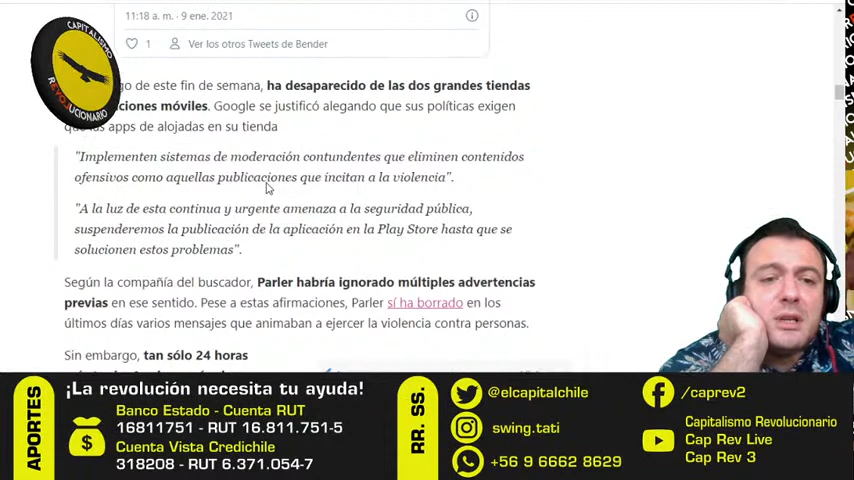 11:18 a. m. · 9 ene. 2021
1 Ver los otros Tweets de Bender
CAPITALISMO
REVOLUCIONARIO
go de este fin de semana, ha desaparecido de las dos grandes tiendas
ciones móviles. Google se justificó alegando que sus políticas exigen
que las apps de alojadas en su tienda
"Implementen sistemas de moderación contundentes que eliminen contenidos
ofensivos como aquellas publicaciones que incitan a la violencia".
"A la luz de esta continua y urgente amenaza a la seguridad pública,
suspenderemos la publicación de la aplicación en la Play Store hasta que se
solucionen estos problemas".
Según la compañía del buscador, Parler habría ignorado múltiples advertencias
previas en ese sentido. Pese a estas afirmaciones, Parler sí ha borrado en los
últimos días varios mensajes que animaban a ejercer la violencia contra personas.
Sin embargo, tan sólo 24 horas
APORTES
¡La revolución necesita tu ayuda!
$
Banco Estado - Cuenta RUT
16811751 - RUT 16.811.751-5
Cuenta Vista Credichile
318208 - RUT 6.371.054-7
RR. SS.
@elcapitalchile
swing.tati
+56 9 6662 8629
/caprev2
Capitalismo Revolucionario
Cap Rev Live
Cap Rev 3